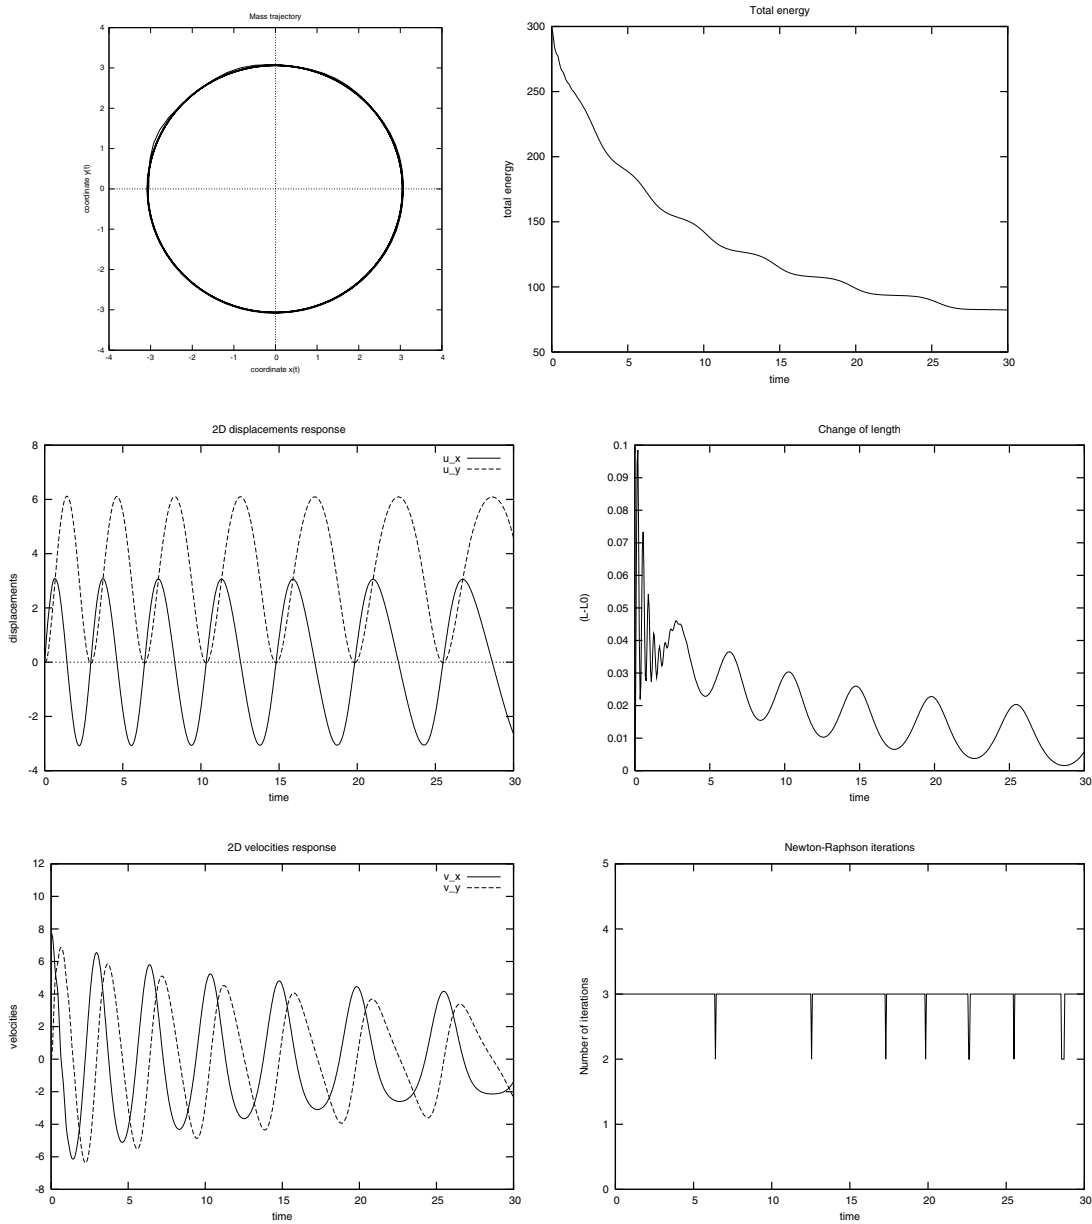 Mass trajectory
4
3
2
1
0
-1
-2
-3
-4
-4 -3 -2 -1 0 1 2 3 4
coordinate y(t)
coordinate x(t)
Total energy
300
250
200
150
100
50
0 5 10 15 20 25 30
total energy
time
2D displacements response
u_x
u_y
8
6
4
2
0
-2
-4
0 5 10 15 20 25 30
displacements
time
Change of length
0.1
0.09
0.08
0.07
0.06
0.05
0.04
0.03
0.02
0.01
0
0 5 10 15 20 25 30
(L-L0)
time
2D velocities response
v_x
v_y
12
10
8
6
4
2
0
-2
-4
-6
-8
0 5 10 15 20 25 30
velocities
time
Newton-Raphson iterations
5
4
3
2
1
0
0 5 10 15 20 25 30
Number of iterations
time